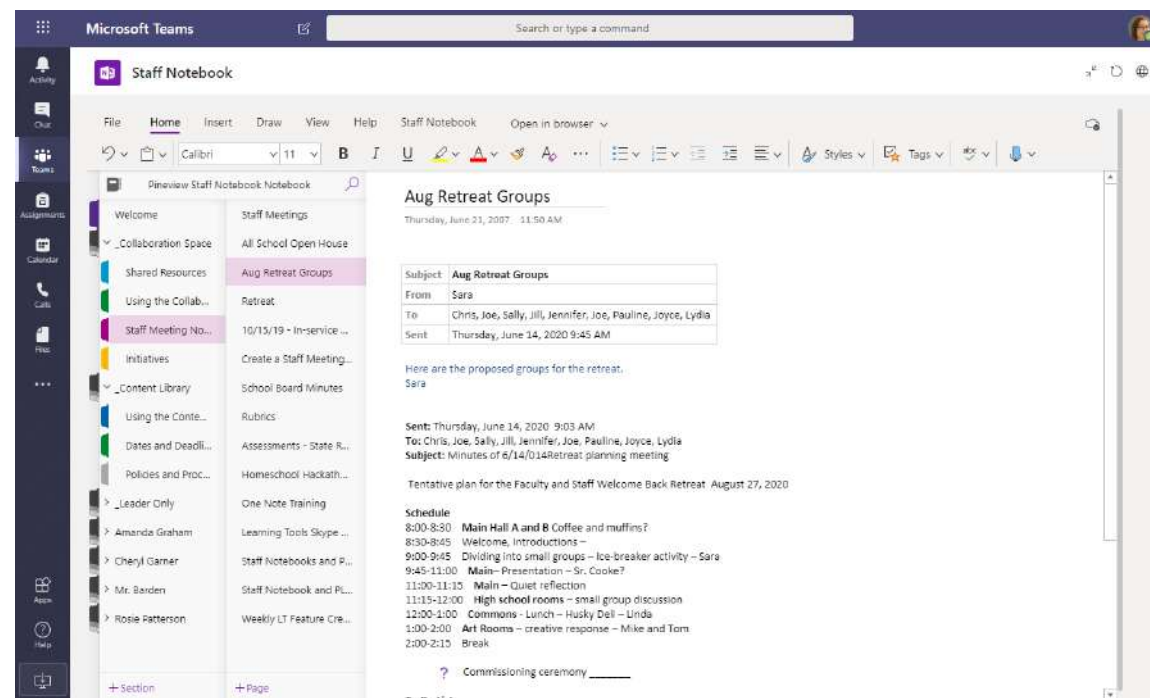 Microsoft Teams
Search or type a command
Activity
Chat
Teams
Assignments
Calendar
Calls
Files
Apps
Help
Staff Notebook
File Home Insert Draw View Help Staff Notebook Open in browser
Calibri 11 B I U A Styles Tags
Pineview Staff Notebook Notebook
Welcome
_Collaboration Space
Shared Resources
Using the Collab...
Staff Meeting No...
Initiatives
_Content Library
Using the Conte...
Dates and Deadli...
Policies and Proc...
_Leader Only
Amanda Graham
Cheryl Garner
Mr. Barden
Rosie Patterson
+ Section
Staff Meetings
All School Open House
Aug Retreat Groups
Retreat
10/15/19 - In-service ...
Create a Staff Meeting...
School Board Minutes
Rubrics
Assessments - State R...
Homeschool Hackath...
One Note Training
Learning Tools Skype ...
Staff Notebooks and P...
Staff Notebook and PL...
Weekly LT Feature Cre...
+ Page
Aug Retreat Groups
Thursday, June 21, 2007 11:50 AM
Subject Aug Retreat Groups
From Sara
To Chris, Joe, Sally, Jill, Jennifer, Joe, Pauline, Joyce, Lydia
Sent Thursday, June 14, 2020 9:45 AM
Here are the proposed groups for the retreat.
Sara
Sent: Thursday, June 14, 2020 9:03 AM
To: Chris, Joe, Sally, Jill, Jennifer, Joe, Pauline, Joyce, Lydia
Subject: Minutes of 6/14/014Retreat planning meeting
Tentative plan for the Faculty and Staff Welcome Back Retreat August 27, 2020
Schedule
8:00-8:30 Main Hall A and B Coffee and muffins?
8:30-8:45 Welcome, Introductions –
9:00-9:45 Dividing into small groups – Ice-breaker activity – Sara
9:45-11:00 Main– Presentation – Sr. Cooke?
11:00-11:15 Main – Quiet reflection
11:15-12:00 High school rooms – small group discussion
12:00-1:00 Commons - Lunch – Husky Deli – Linda
1:00-2:00 Art Rooms – creative response – Mike and Tom
2:00-2:15 Break
? Commissioning ceremony _______